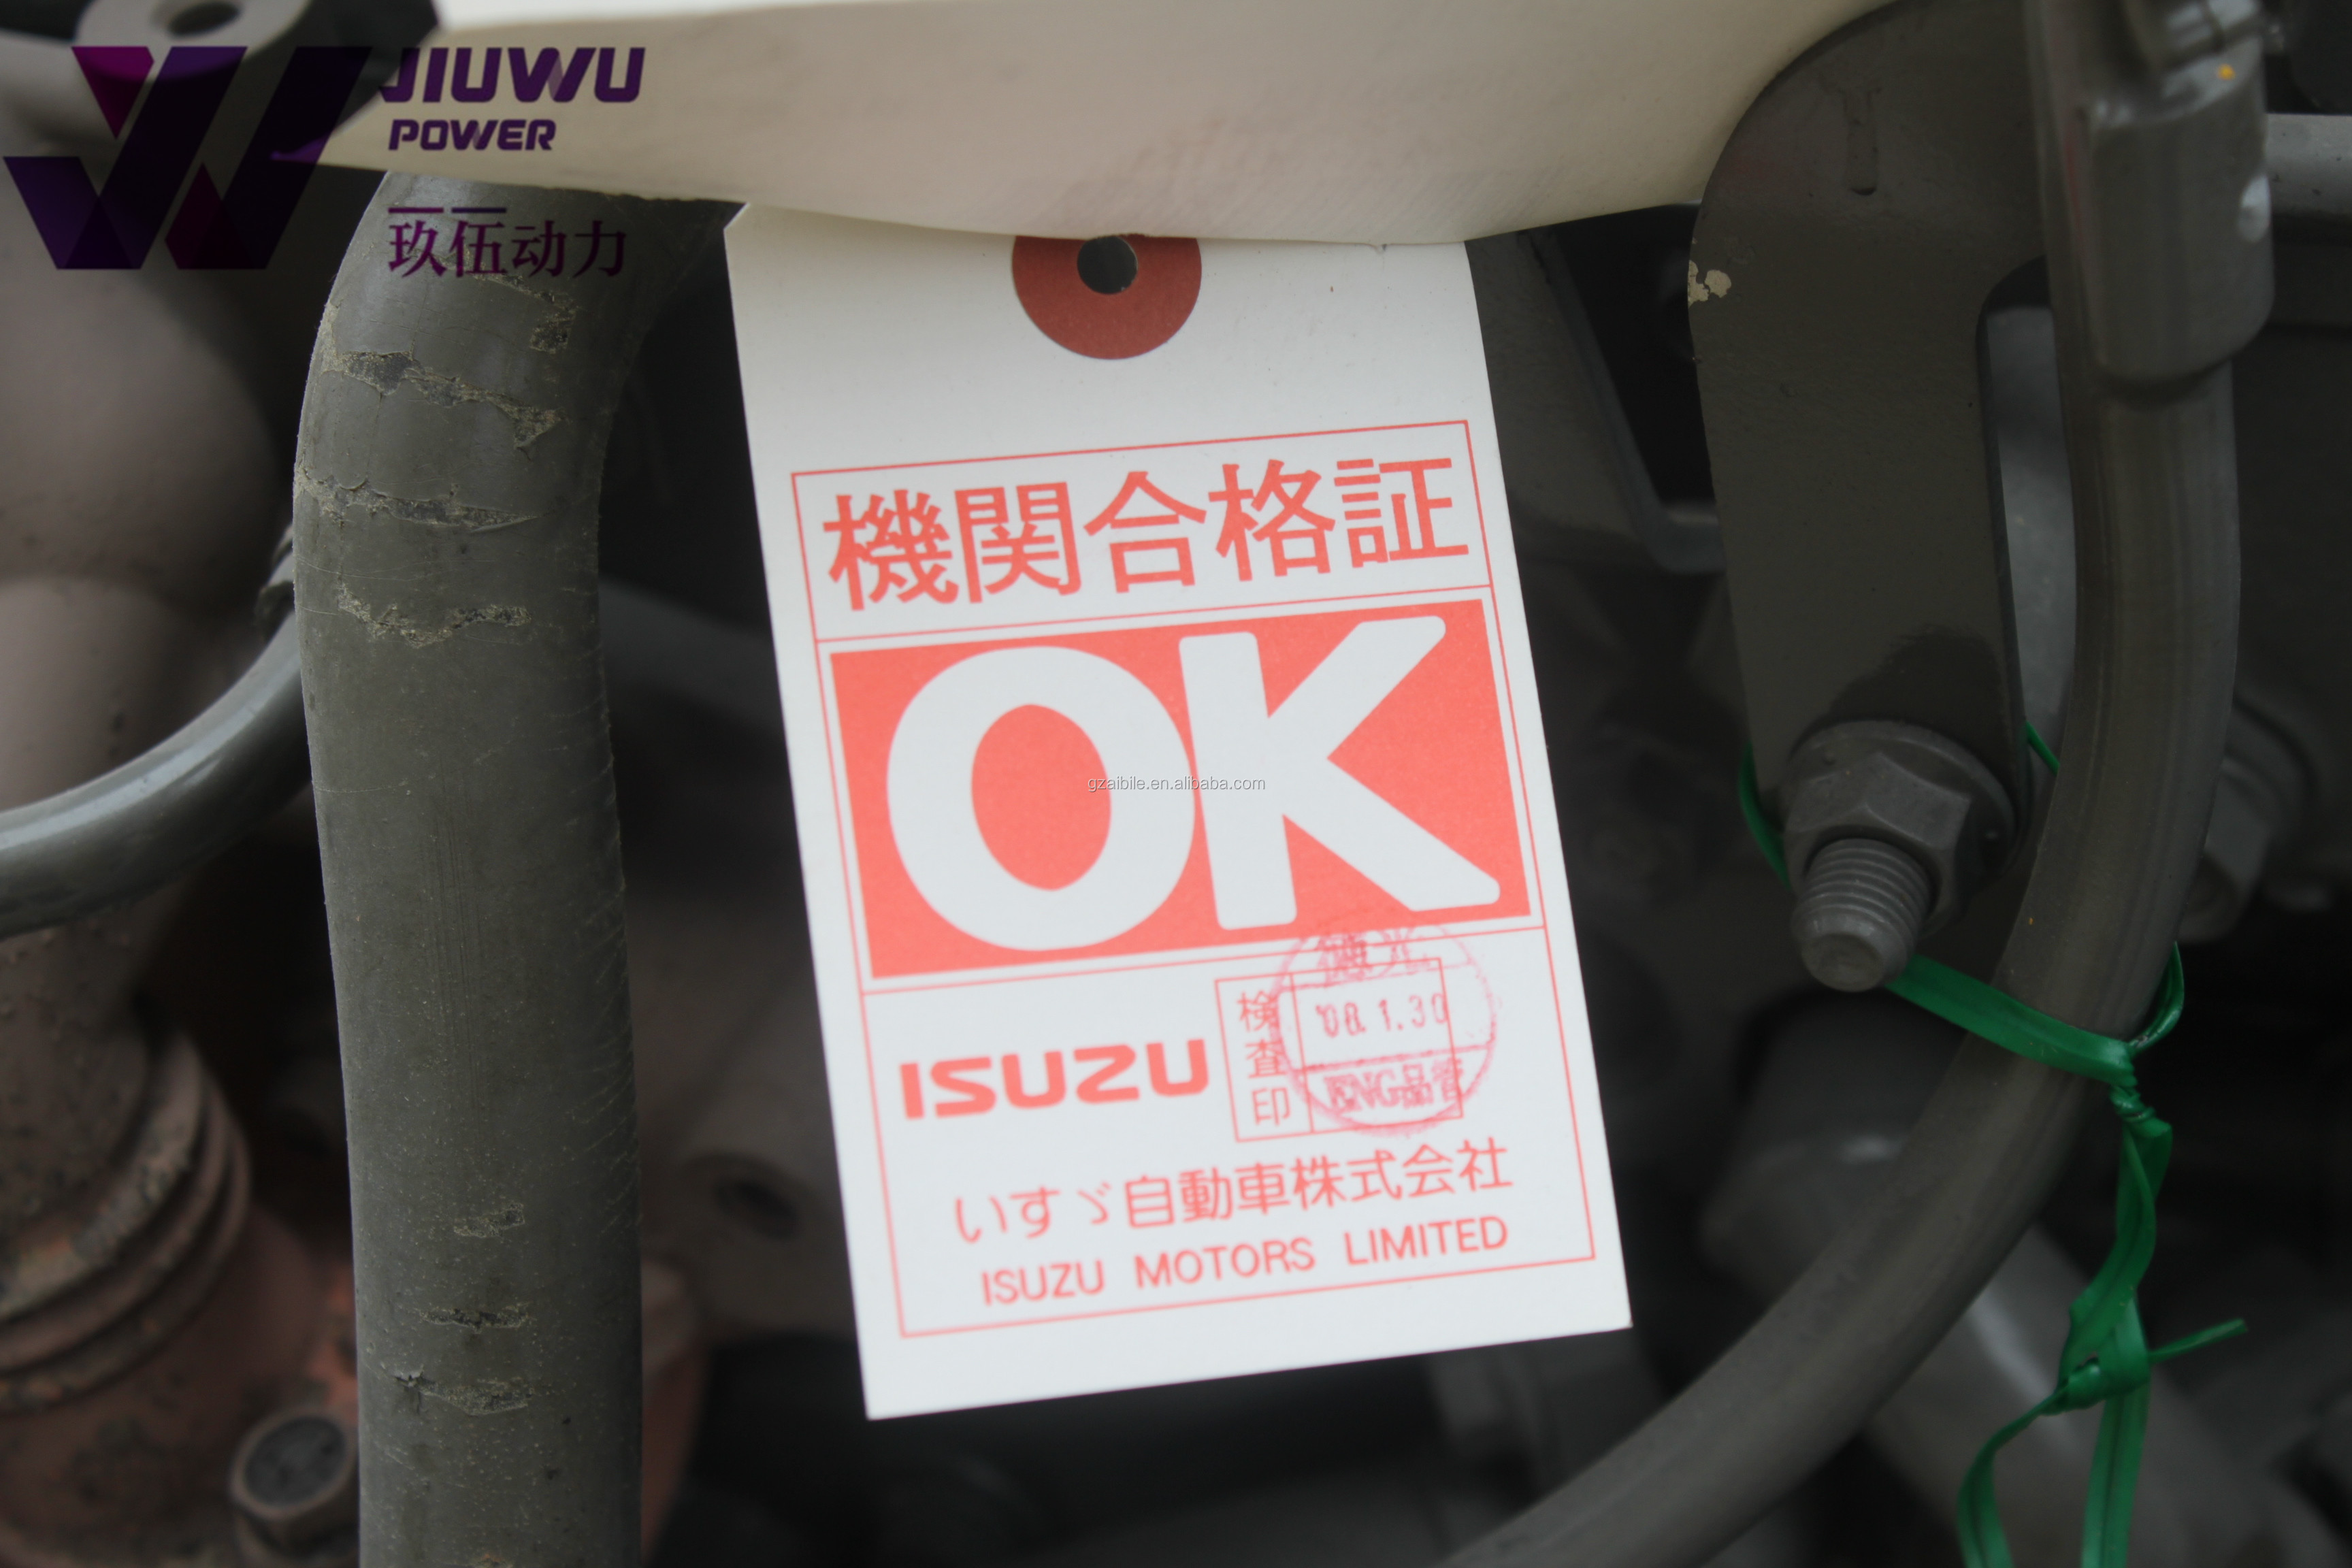 JIUWU
POWER
玖伍动力
機関合格証
OK
gzaibile.en.alibaba.com
ISUZU
検査印
'08.1.30
ENG品管
いすゞ自動車株式会社
ISUZU MOTORS LIMITED